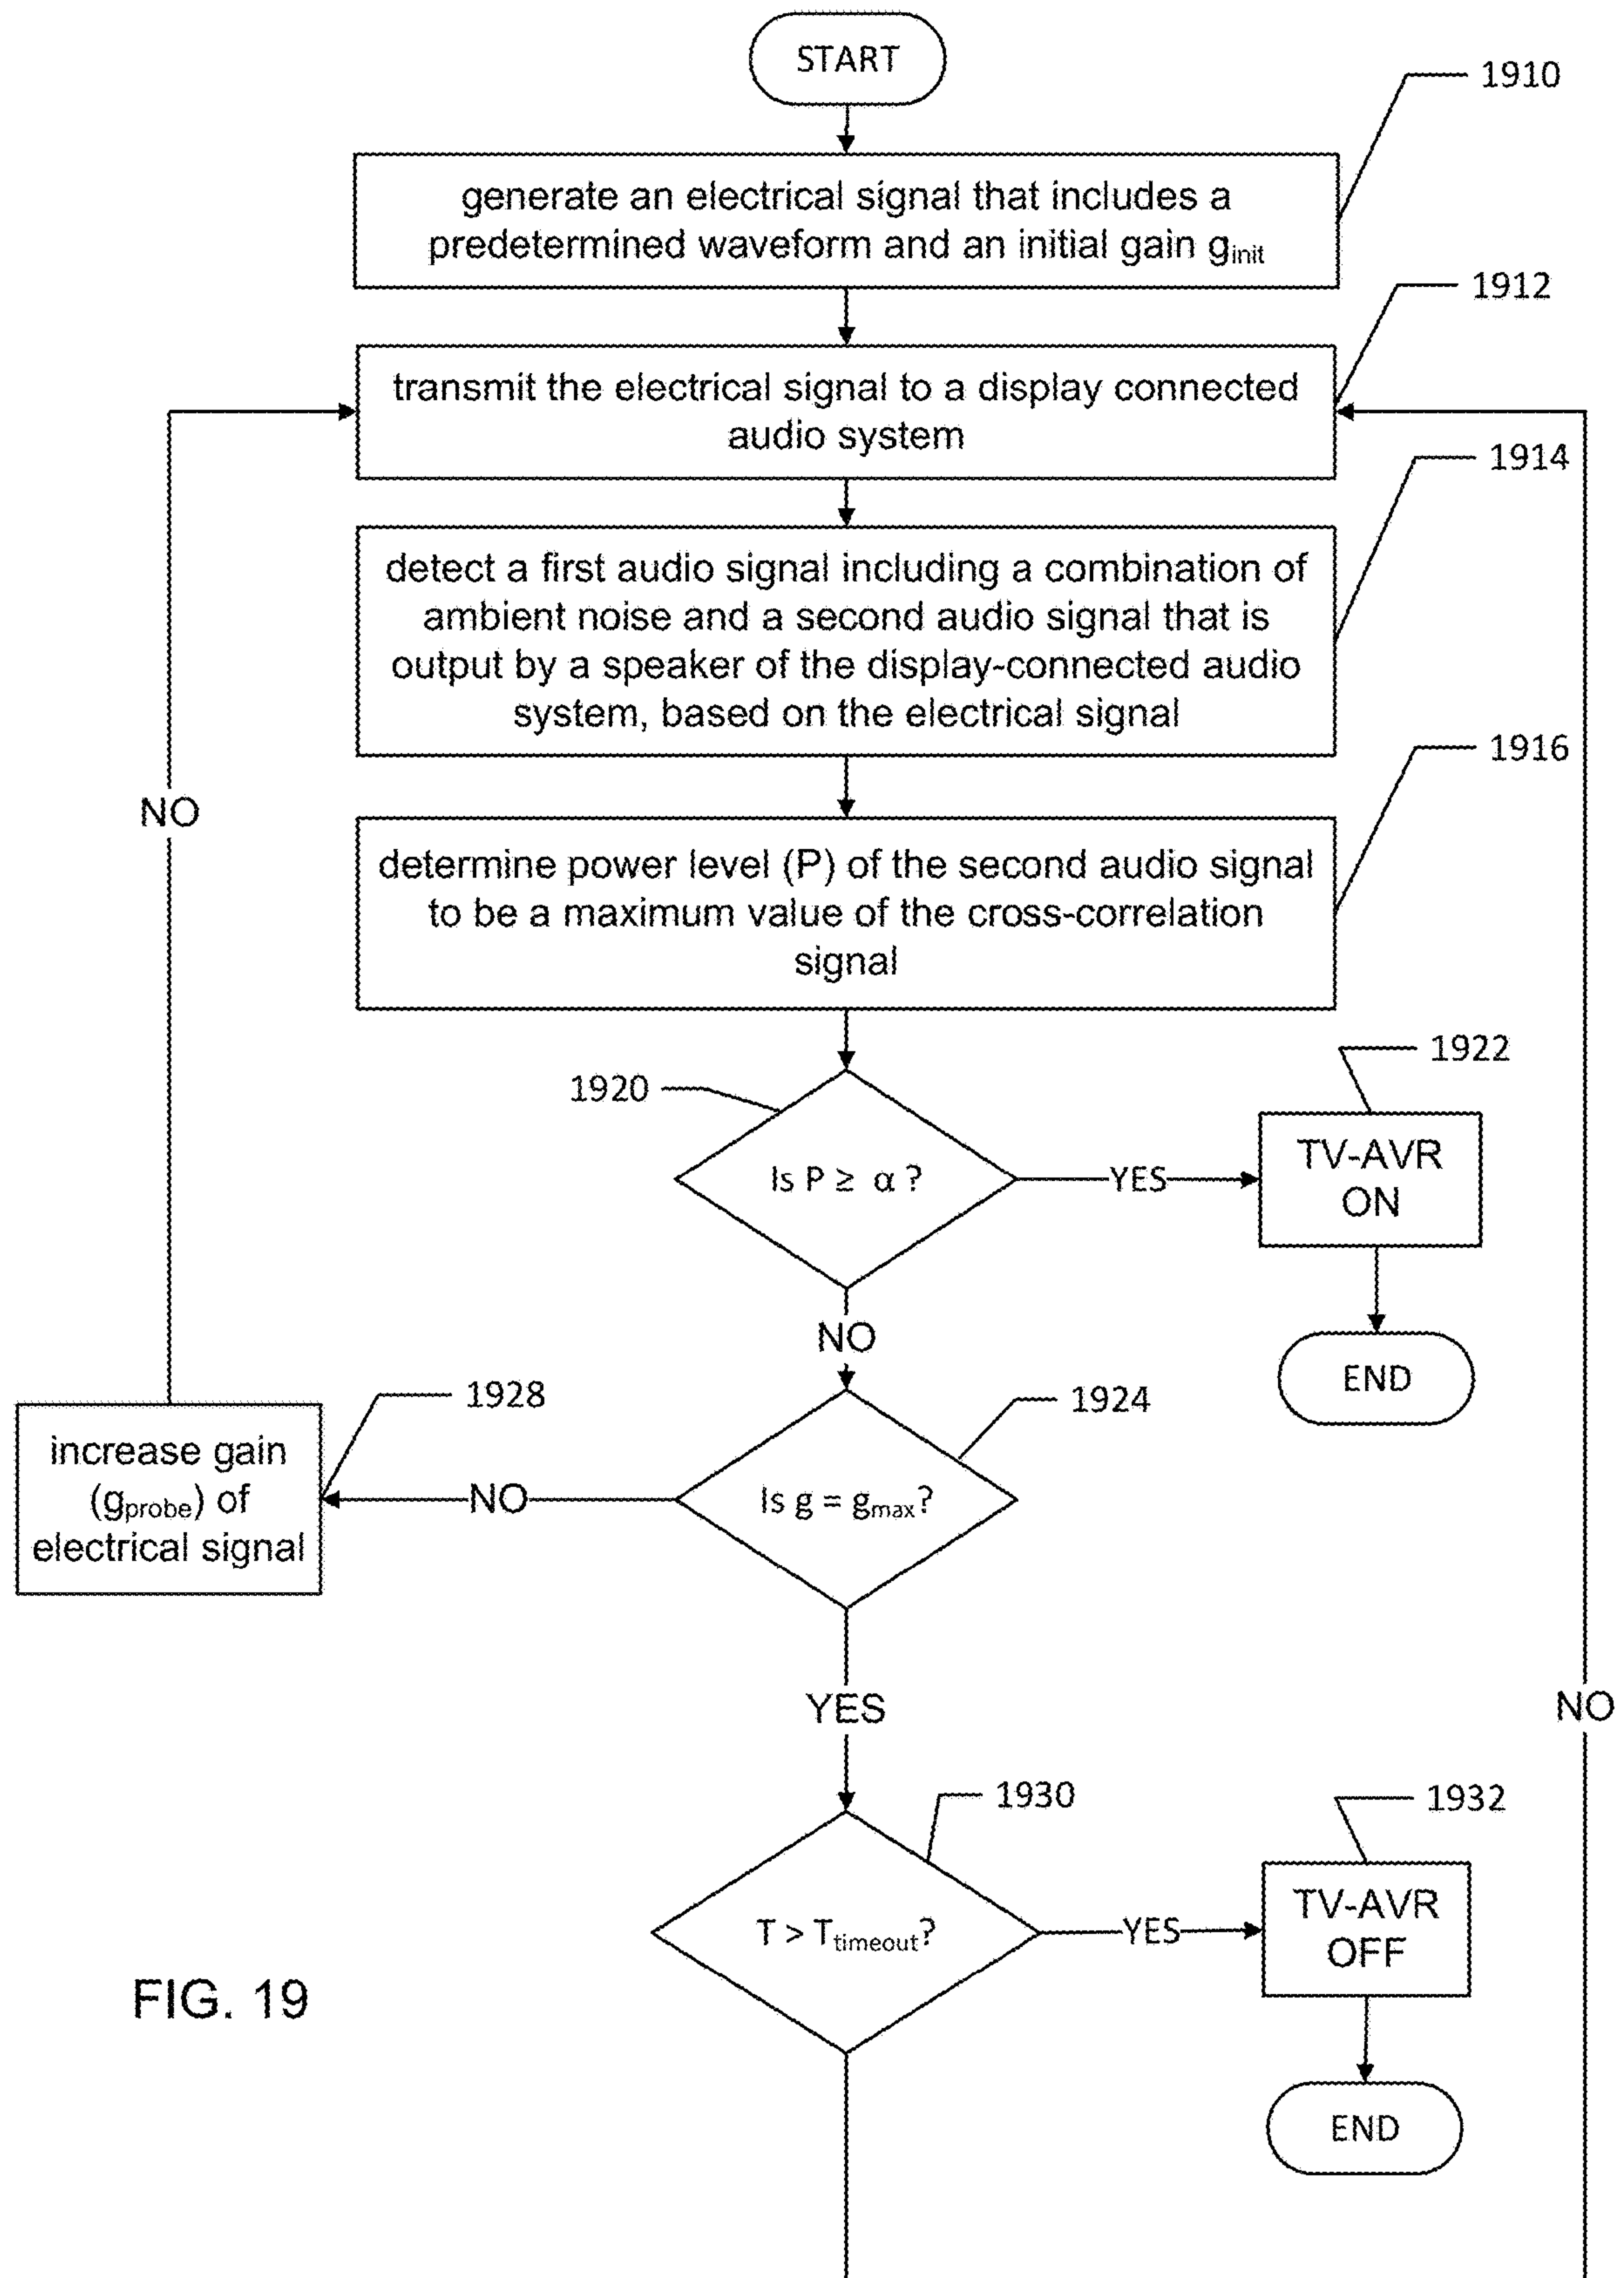 START
1910
generate an electrical signal that includes a
predetermined waveform and an initial gain ginit
1912
transmit the electrical signal to a display connected
audio system
1914
detect a first audio signal including a combination of
ambient noise and a second audio signal that is
output by a speaker of the display-connected audio
system, based on the electrical signal
1916
NO
determine power level (P) of the second audio signal
to be a maximum value of the cross-correlation
signal
1920
1922
Is P ≥ α ?
YES
TV-AVR
ON
NO
END
1928
1924
increase gain
(gprobe) of
electrical signal
NO
Is g = gmax?
YES
NO
1930
1932
T > Ttimeout?
YES
TV-AVR
OFF
FIG. 19
END